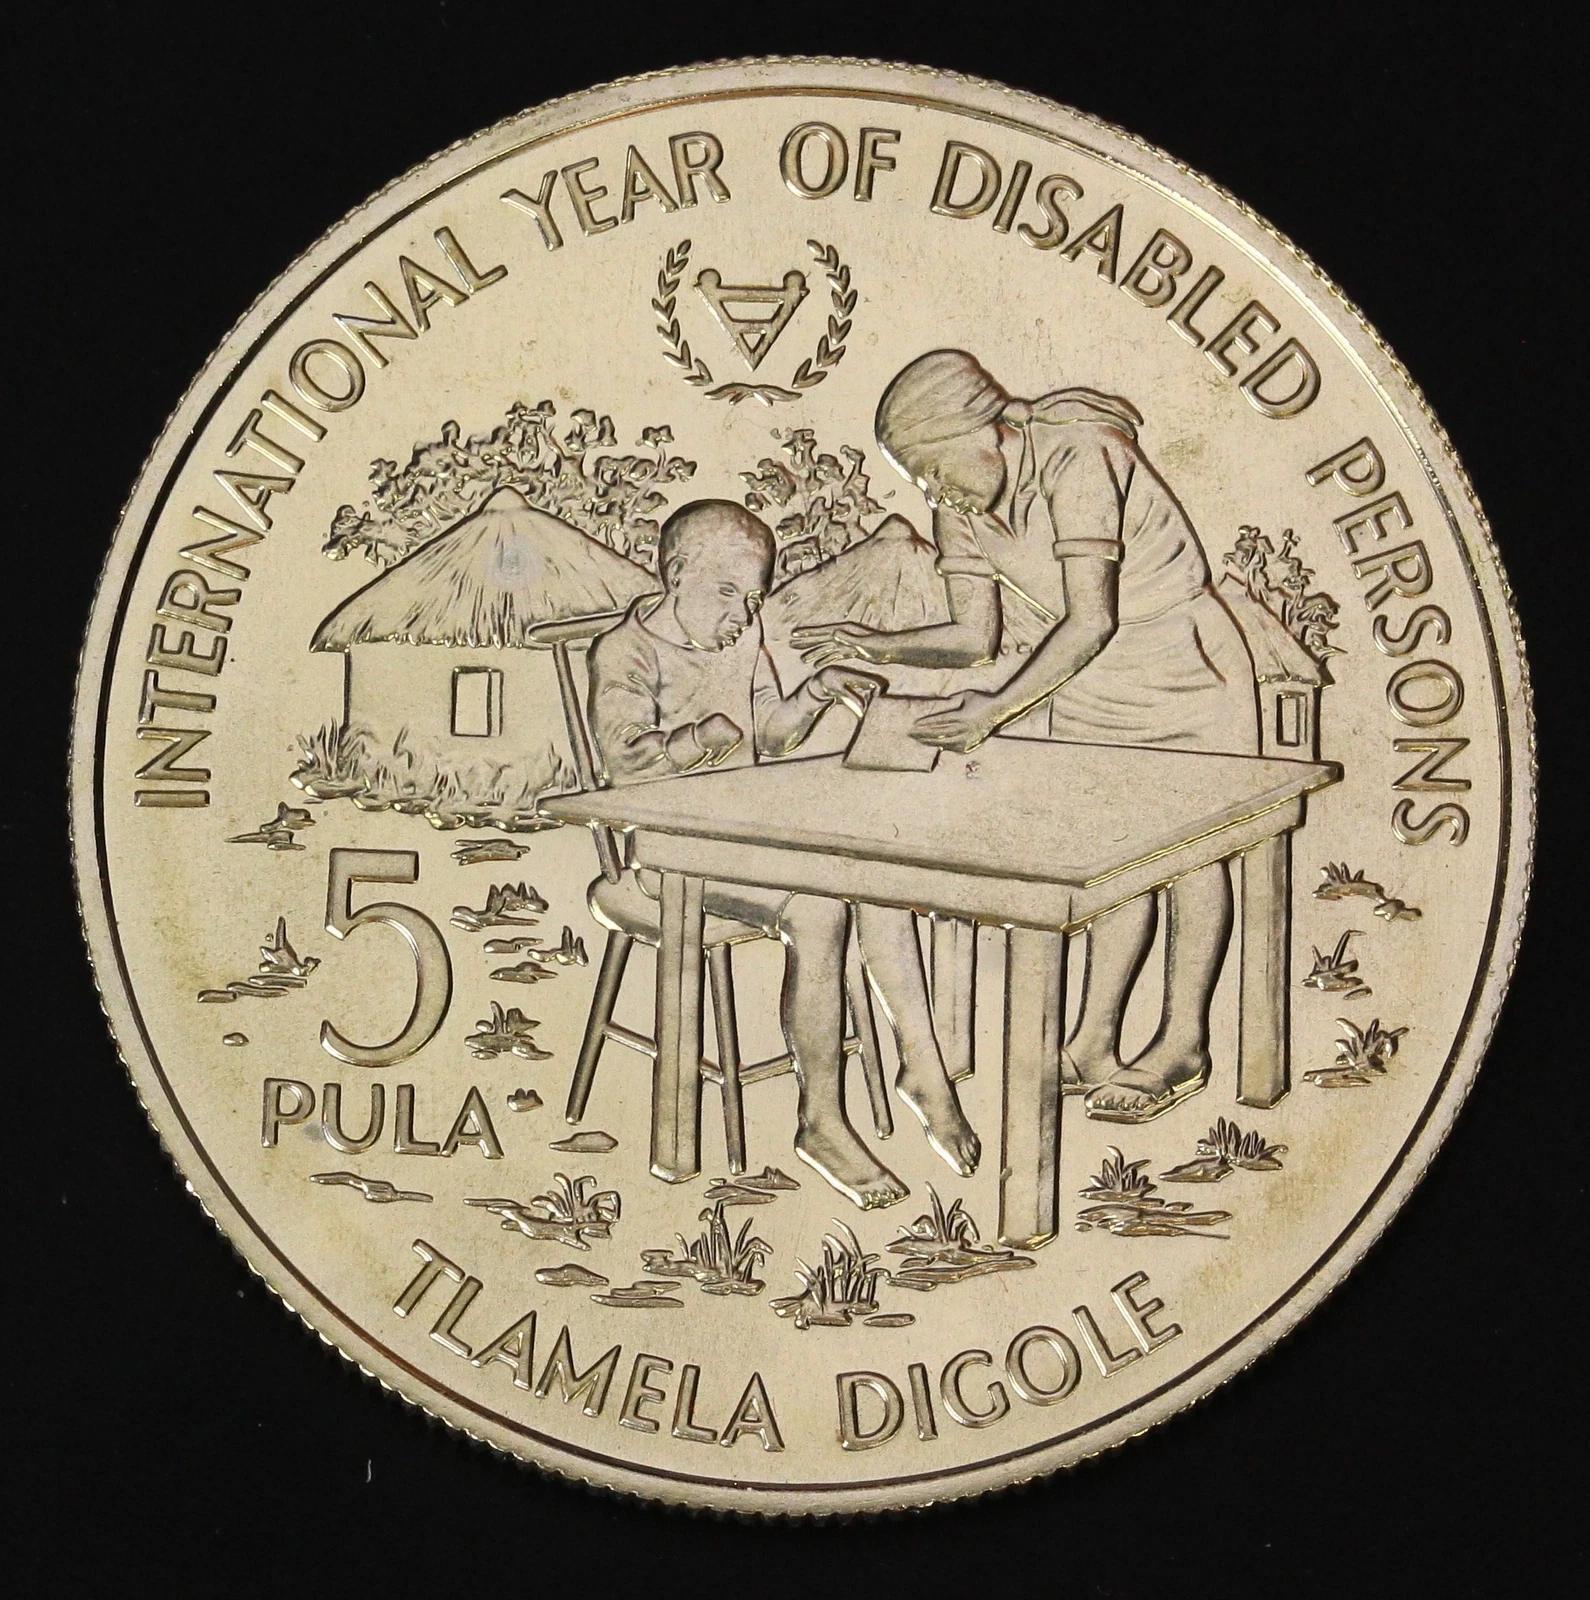 INTERNATIONAL YEAR OF DISABLED PERSONS
5
PULA
TLAMELA DIGOLE